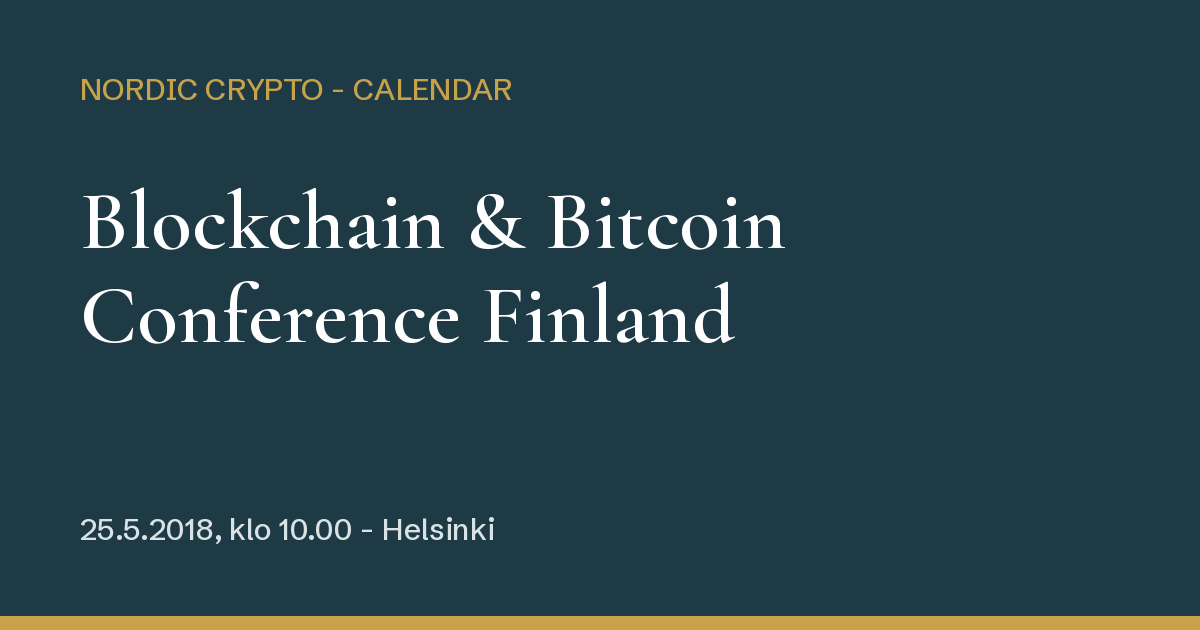 NORDIC CRYPTO - CALENDAR
Blockchain & Bitcoin
Conference Finland
25.5.2018, klo 10.00 - Helsinki